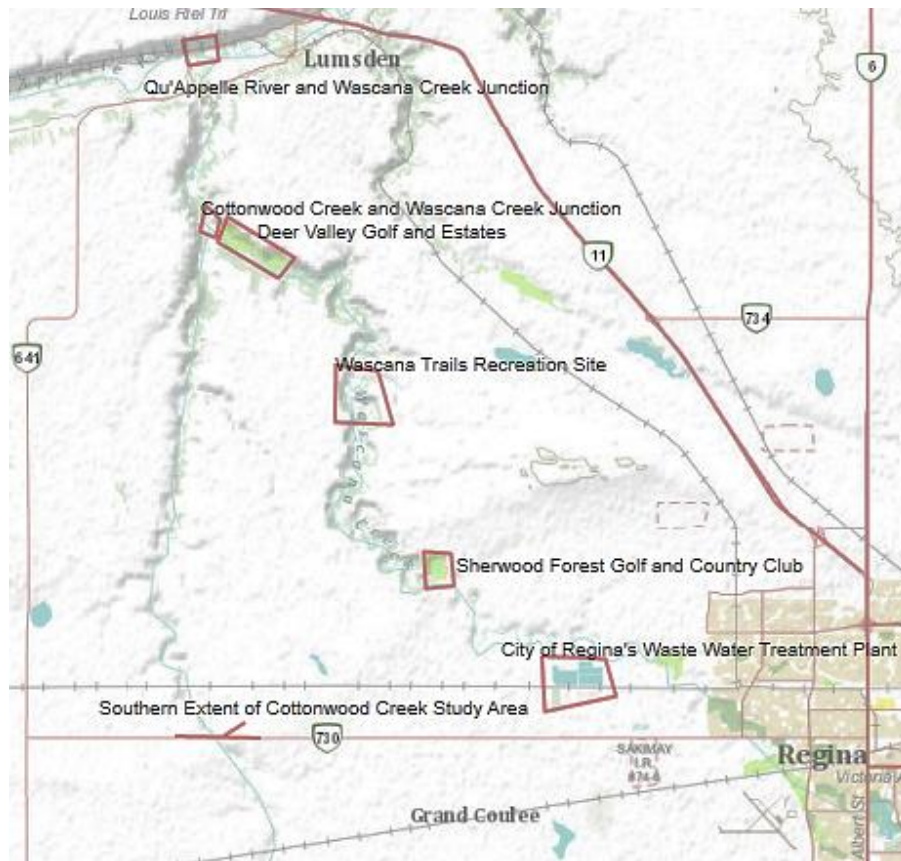 Louis Riel Trl
Lumsden
6
Qu'Appelle River and Wascana Creek Junction
Cottonwood Creek and Wascana Creek Junction
Deer Valley Golf and Estates
11
734
641
Wascana Trails Recreation Site
Wascana
Sherwood Forest Golf and Country Club
City of Regina's Waste Water Treatment Plant
Southern Extent of Cottonwood Creek Study Area
730
SAKIMAY
I.R.
Regina
Victoria A
Grand Coulee
Albert St